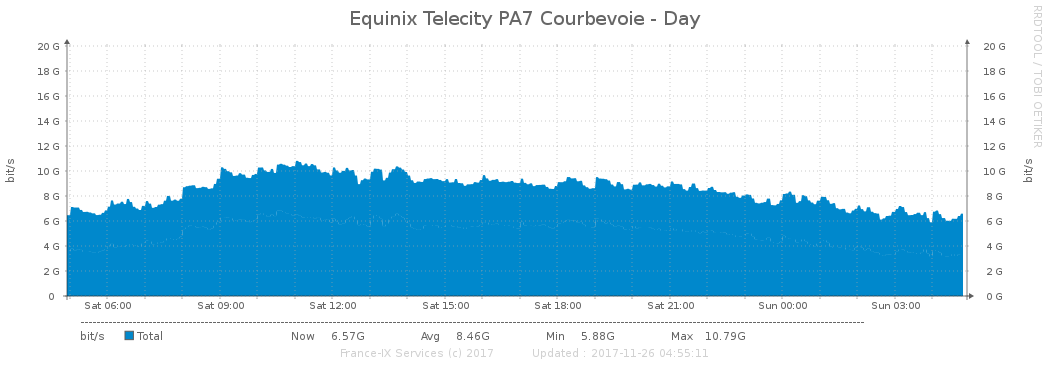 Equinix Telecity PA7 Courbevoie - Day
RRDTOOL / TOBI OETIKER
bit/s
bit/s
20 G 20 G
18 G 18 G
16 G 16 G
14 G 14 G
12 G 12 G
10 G 10 G
8 G 8 G
6 G 6 G
4 G 4 G
2 G 2 G
0 0 G
Sat 06:00 Sat 09:00 Sat 12:00 Sat 15:00 Sat 18:00 Sat 21:00 Sun 00:00 Sun 03:00
bit/s Total Now 6.57G Avg 8.46G Min 5.88G Max 10.79G
France-IX Services (c) 2017 Updated : 2017-11-26 04:55:11